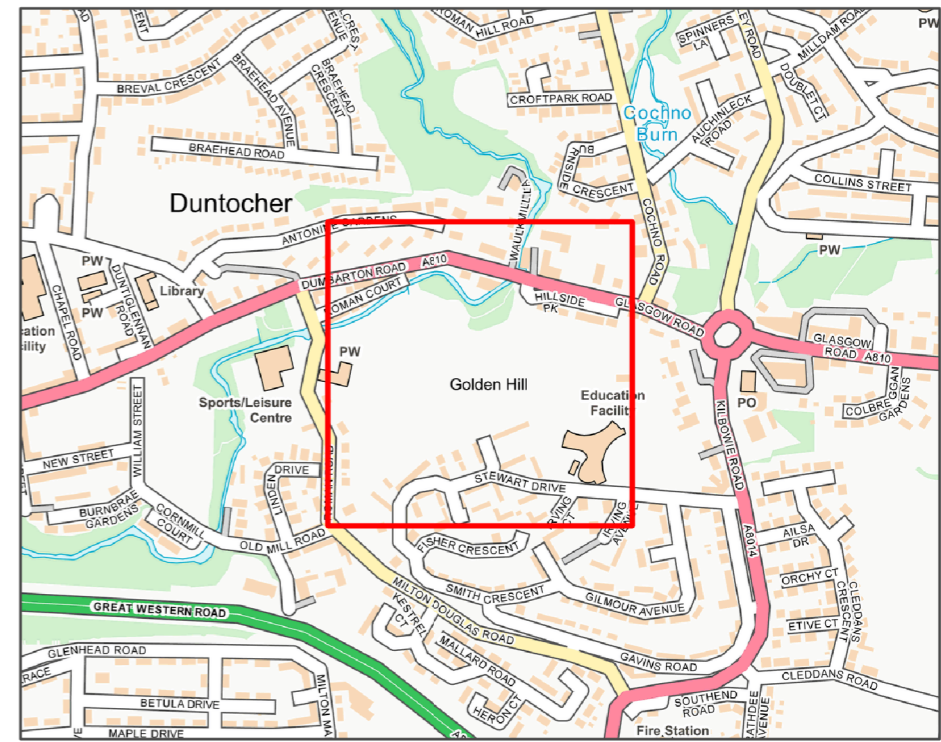 ROMAN HILL ROAD
SPINNERS LA
MILLDAM ROAD
PW
BREVAL CRESCENT
BRAEHEAD AVENUE
BRAEHEAD CRESCENT
BRAEHEAD ROAD
CROFTPARK ROAD
Cochno
Burn
AUCHINLECK ROAD
DOUBLET CT
BURNSIDE CRESCENT
COLLINS STREET
Duntocher
ANTONINE GARDENS
WAULKMILL LA
COCHNO ROAD
PW
PW
PW
DUNTIGLENNAN ROAD
Library
CHAPEL ROAD
DUMBARTON ROAD
A810
ROMAN COURT
HILLSIDE PK
GLASGOW ROAD
GLASGOW ROAD A810
PW
Golden Hill
Sports/Leisure
Centre
Education
Facility
PO
COLBREGGAN GARDENS
KILBOWIE ROAD
WILLIAM STREET
NEW STREET
LINDEN DRIVE
ROMAN ROAD
STEWART DRIVE
IRVING CT
IRVING AVENUE
BURNBRAE GARDENS
CORNMILL COURT
OLD MILL ROAD
FISHER CRESCENT
A8014
AILSA DR
SMITH CRESCENT
GILMOUR AVENUE
ORCHY CT
CLEDDANS CRESCENT
ETIVE CT
GREAT WESTERN ROAD
MILTON DOUGLAS ROAD
KESTREL CT
MALLARD ROAD
GAVINS ROAD
CLEDDANS ROAD
GLENHEAD ROAD
BETULA DRIVE
MAPLE DRIVE
HERON CT
SOUTHEND ROAD
Fire Station